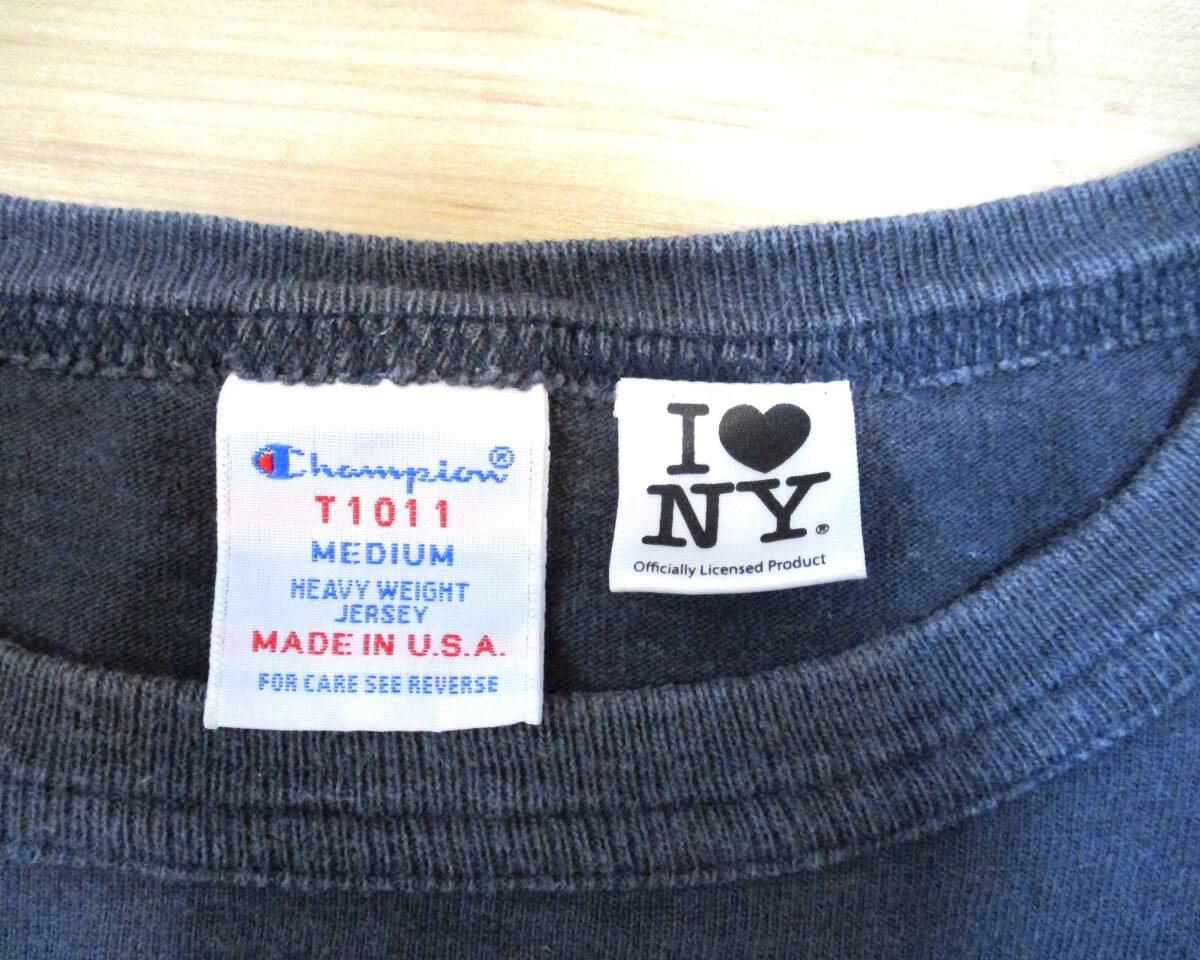 Champion®
T1011
MEDIUM
HEAVY WEIGHT
JERSEY
MADE IN U.S.A.
FOR CARE SEE REVERSE
I ♥
NY®
Officially Licensed Product